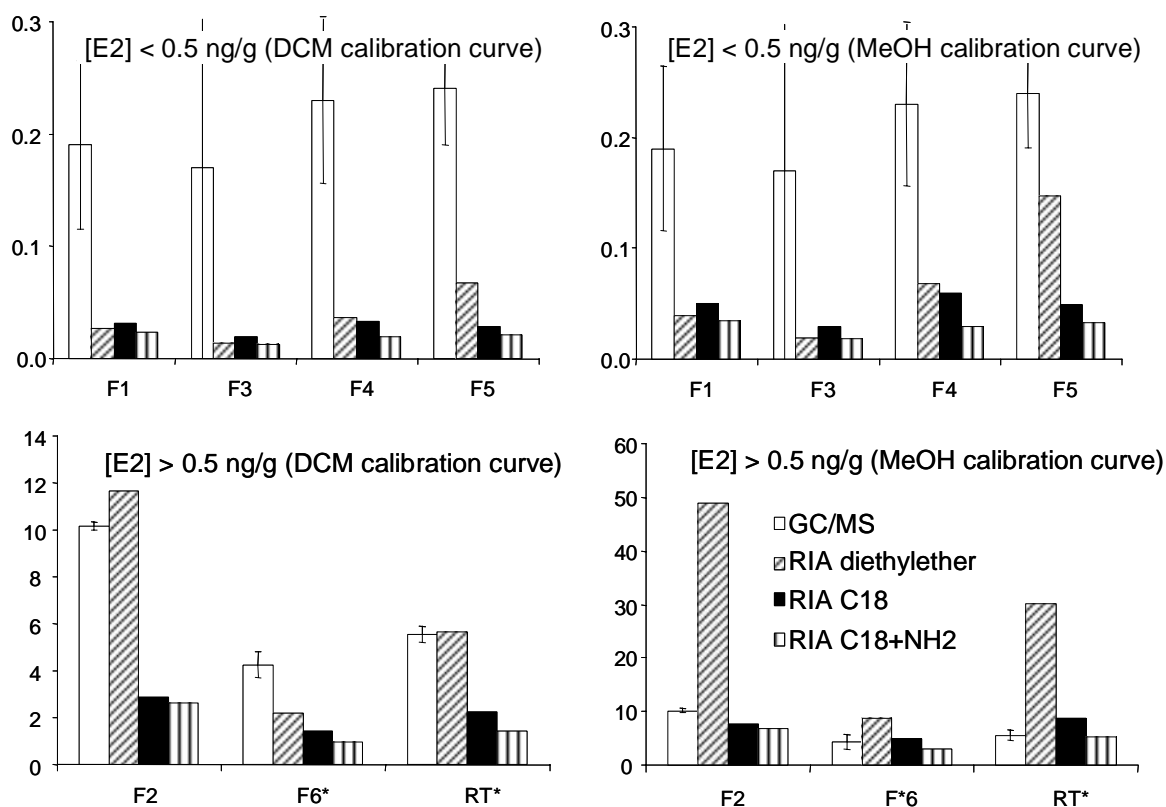 [E2] < 0.5 ng/g (DCM calibration curve)
0.3
0.2
0.1
0.0
F1 F3 F4 F5
[E2] < 0.5 ng/g (MeOH calibration curve)
0.3
0.2
0.1
0.0
F1 F3 F4 F5
[E2] > 0.5 ng/g (DCM calibration curve)
14
12
10
8
6
4
2
0
F2 F6* RT*
[E2] > 0.5 ng/g (MeOH calibration curve)
60
50
40
30
20
10
0
GC/MS
RIA diethylether
RIA C18
RIA C18+NH2
F2 F*6 RT*